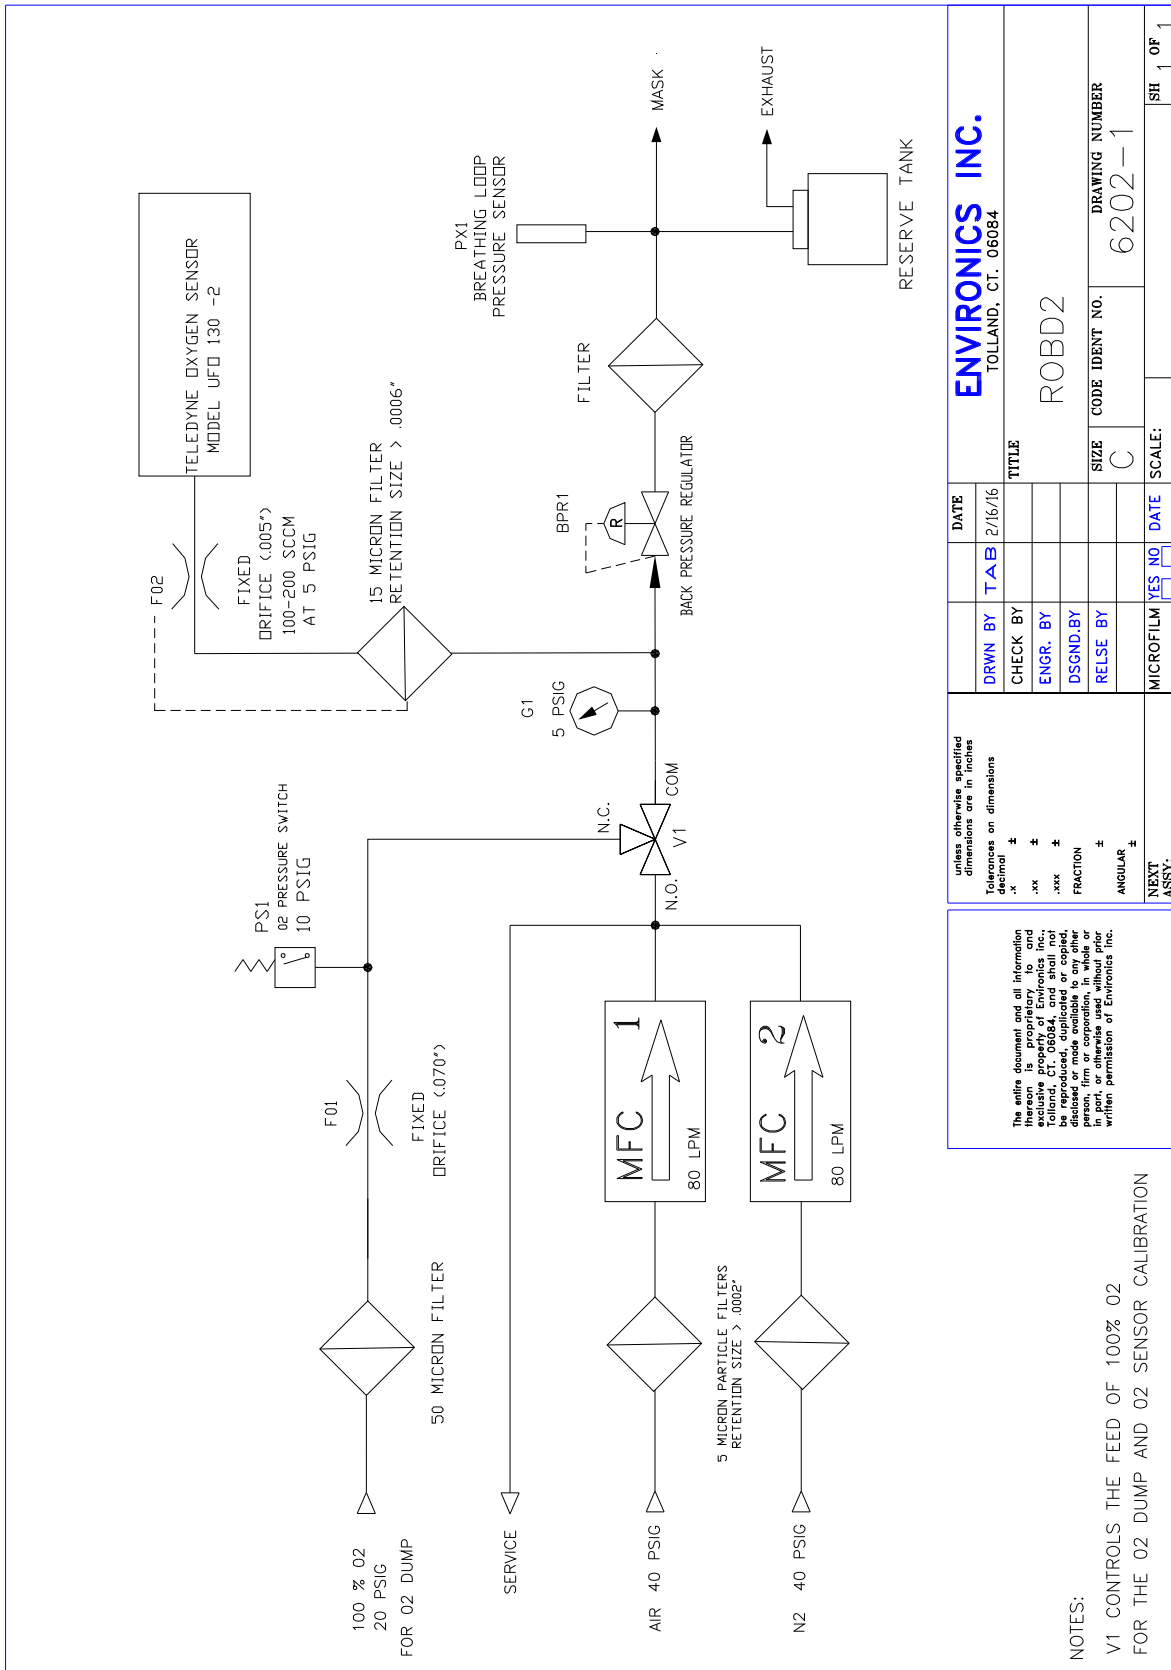 TELEDYNE OXYGEN SENSOR
MODEL UFO 130 -2
F02
FIXED
ORIFICE (.005")
100-200 SCCM
AT 5 PSIG
15 MICRON FILTER
RETENTION SIZE > .0006"
PX1
BREATHING LOOP
PRESSURE SENSOR
MASK
EXHAUST
RESERVE TANK
FILTER
BPR1
R
BACK PRESSURE REGULATOR
G1
5 PSIG
PS1
02 PRESSURE SWITCH
10 PSIG
N.C.
COM
V1
N.O.
F01
FIXED
ORIFICE (.070")
50 MICRON FILTER
100 % 02
20 PSIG
FOR 02 DUMP
SERVICE
MFC 1
80 LPM
MFC 2
80 LPM
5 MICRON PARTICLE FILTERS
RETENTION SIZE > .0002"
AIR 40 PSIG
N2 40 PSIG
NOTES:
V1 CONTROLS THE FEED OF 100% 02
FOR THE 02 DUMP AND 02 SENSOR CALIBRATION
The entire document and all information
thereon is proprietary to and
exclusive property of Environics Inc.,
Tolland, CT. 06084, and shall not
be reproduced, duplicated or copied,
disclosed or made available to any other
person, firm or corporation, in whole or
in part, or otherwise used without prior
written permission of Environics Inc.
unless otherwise specified
dimensions are in inches
Tolerances on dimensions
decimal
.x ±
.xx ±
.xxx ±
FRACTION
±
ANGULAR
±
NEXT
ASSY:
DATE
DRWN BY TAB 2/16/16
CHECK BY
ENGR. BY
DSGND.BY
RELSE BY
MICROFILM YES NO DATE
ENVIRONICS INC.
TOLLAND, CT. 06084
TITLE
ROBD2
SIZE
C
CODE IDENT NO.
DRAWING NUMBER
6202-1
SCALE:
SH 1 OF 1